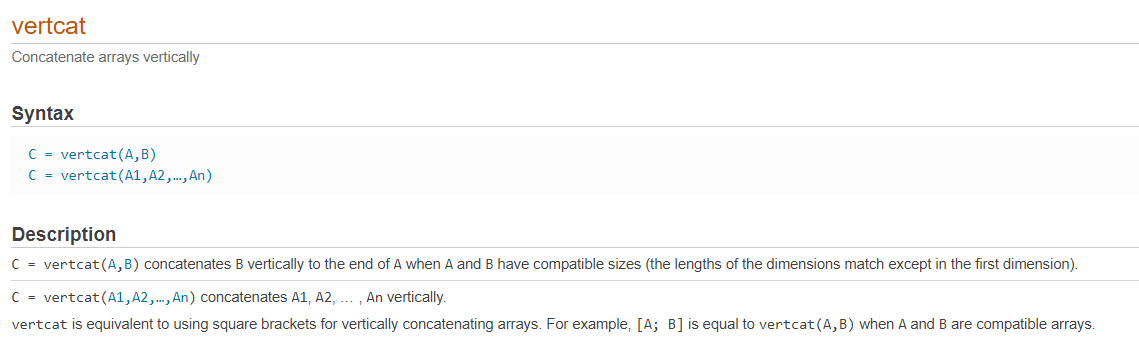 vertcat
Concatenate arrays vertically
Syntax
C = vertcat(A,B)
C = vertcat(A1,A2,…,An)
Description
C = vertcat(A,B) concatenates B vertically to the end of A when A and B have compatible sizes (the lengths of the dimensions match except in the first dimension).
C = vertcat(A1,A2,…,An) concatenates A1, A2, … , An vertically.
vertcat is equivalent to using square brackets for vertically concatenating arrays. For example, [A; B] is equal to vertcat(A,B) when A and B are compatible arrays.